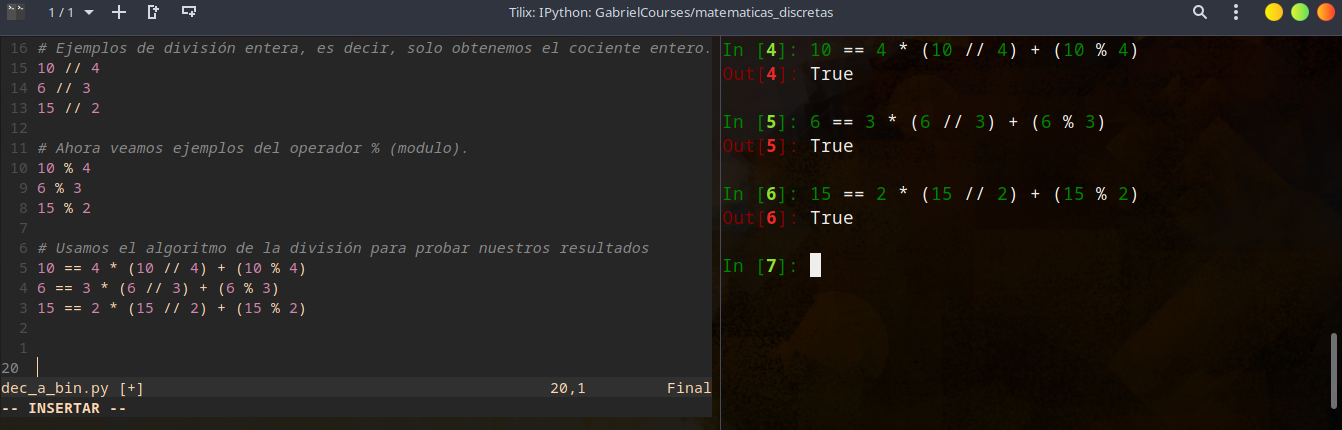 1 / 1
Tilix: IPython: GabrielCourses/matematicas_discretas
16 # Ejemplos de división entera, es decir, solo obtenemos el cociente entero.
15 10 // 4
14 6 // 3
13 15 // 2
12
11 # Ahora veamos ejemplos del operador % (modulo).
10 10 % 4
9 6 % 3
8 15 % 2
7
6 # Usamos el algoritmo de la división para probar nuestros resultados
5 10 == 4 * (10 // 4) + (10 % 4)
4 6 == 3 * (6 // 3) + (6 % 3)
3 15 == 2 * (15 // 2) + (15 % 2)
2
1
20
dec_a_bin.py [+] 20,1 Final
-- INSERTAR --
In [4]: 10 == 4 * (10 // 4) + (10 % 4)
Out[4]: True
In [5]: 6 == 3 * (6 // 3) + (6 % 3)
Out[5]: True
In [6]: 15 == 2 * (15 // 2) + (15 % 2)
Out[6]: True
In [7]: